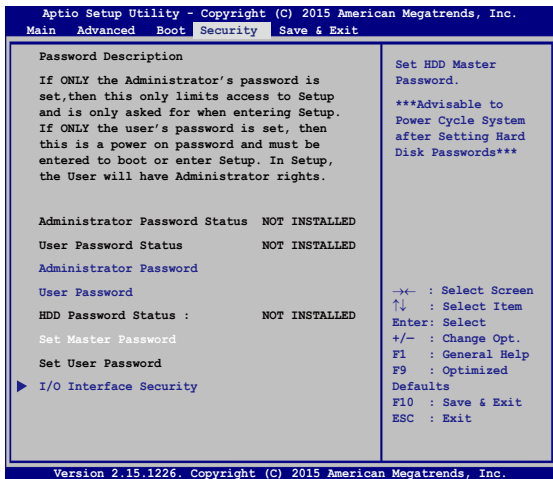 Aptio Setup Utility - Copyright (C) 2015 American Megatrends, Inc.
Main Advanced Boot Security Save & Exit
Password Description
If ONLY the Administrator's password is
set,then this only limits access to Setup
and is only asked for when entering Setup.
If ONLY the user's password is set, then
this is a power on password and must be
entered to boot or enter Setup. In Setup,
the User will have Administrator rights.
Administrator Password Status NOT INSTALLED
User Password Status NOT INSTALLED
Administrator Password
User Password
HDD Password Status : NOT INSTALLED
Set Master Password
Set User Password
I/O Interface Security
Set HDD Master
Password.
***Advisable to
Power Cycle System
after Setting Hard
Disk Passwords***
→← : Select Screen
↑↓ : Select Item
Enter: Select
+/— : Change Opt.
F1 : General Help
F9 : Optimized
Defaults
F10 : Save & Exit
ESC : Exit
Version 2.15.1226. Copyright (C) 2015 American Megatrends, Inc.